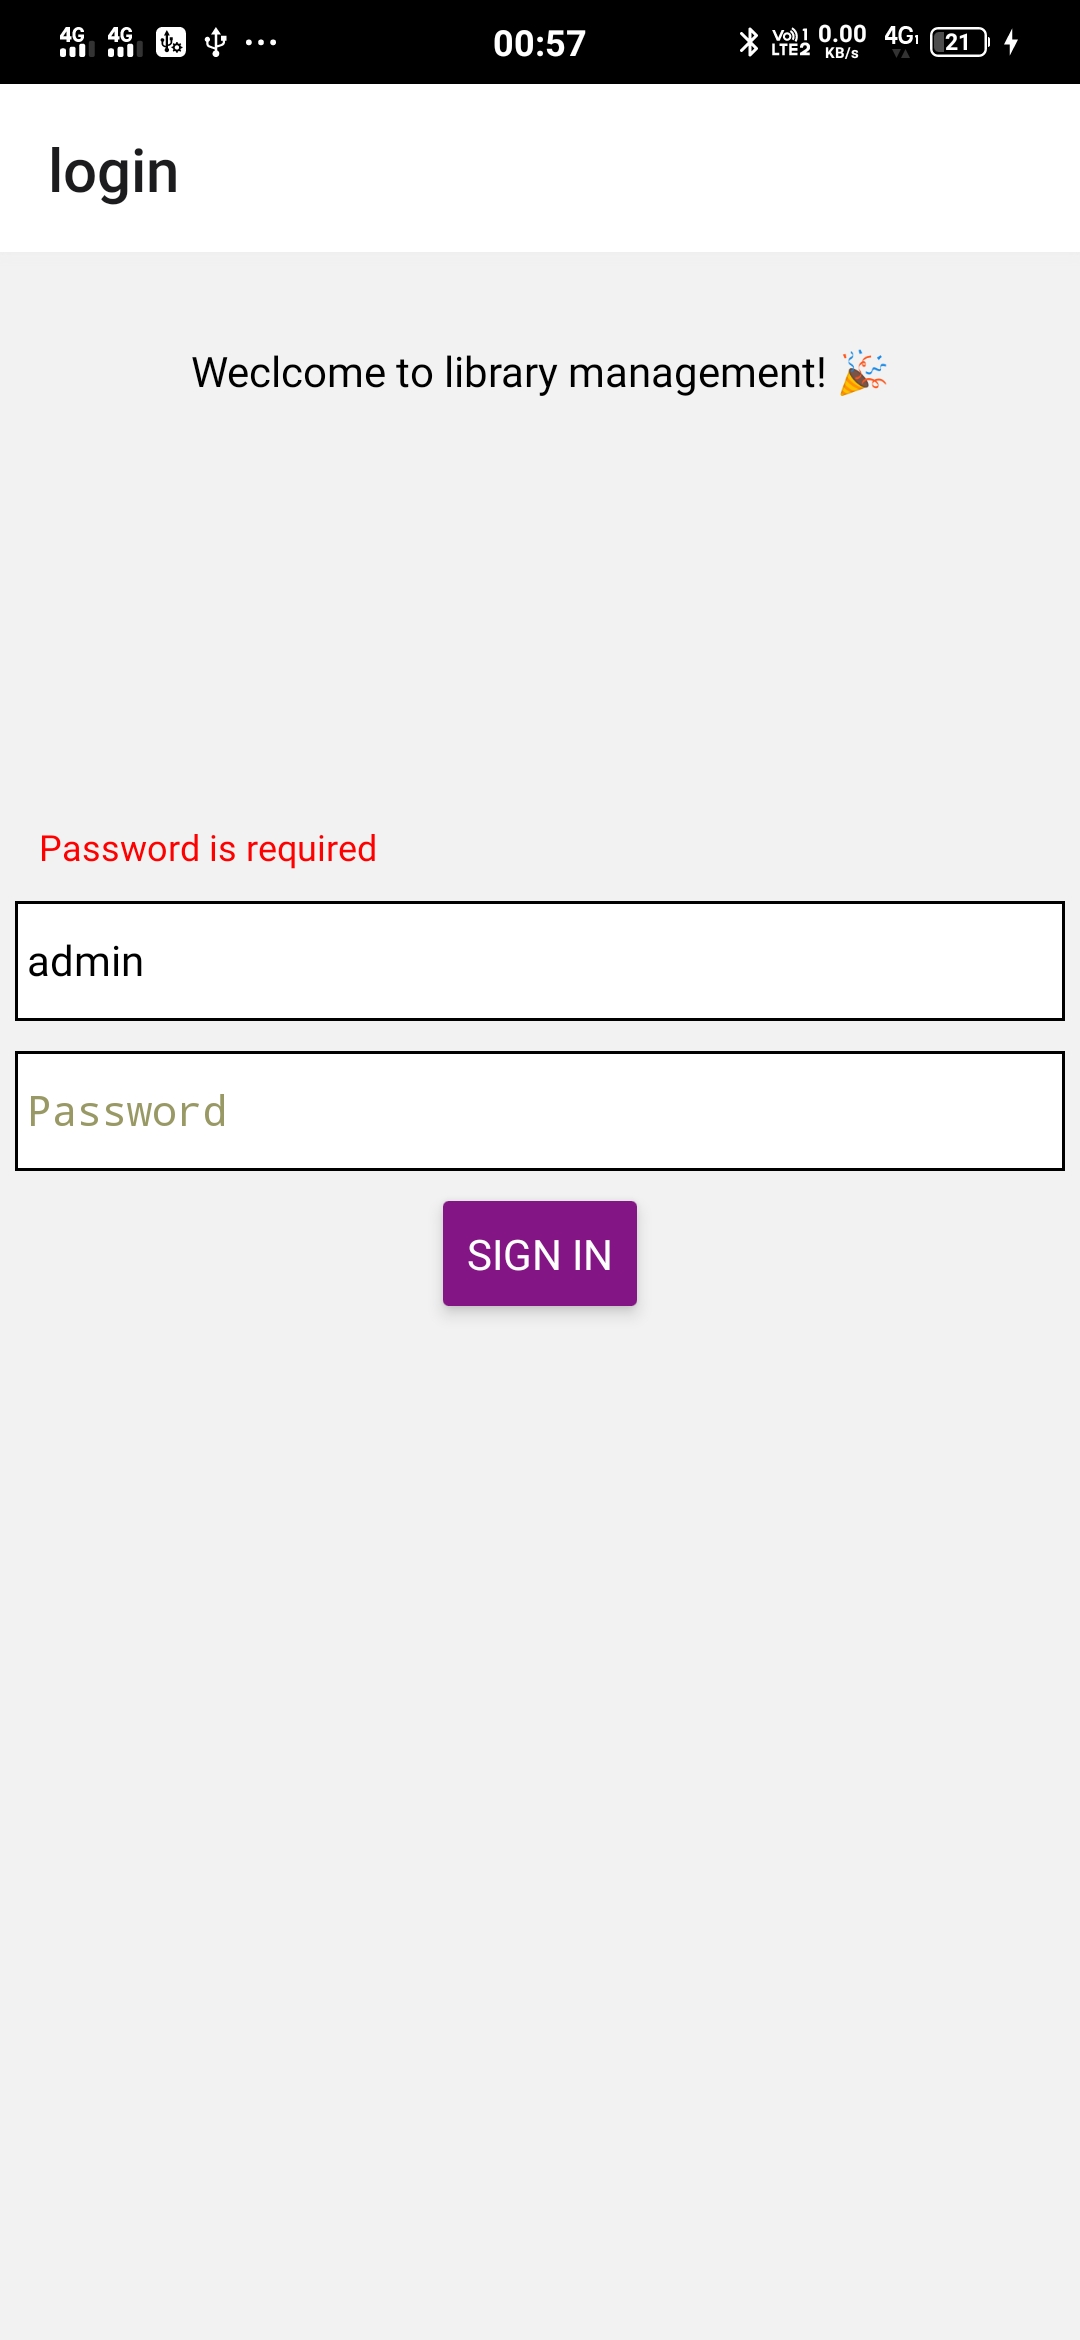 4G 4G 00:57 Vo)) 1 LTE2 0.00 KB/s 4G1 21
login
Weclcome to library management! 🎉
Password is required
admin
Password
SIGN IN